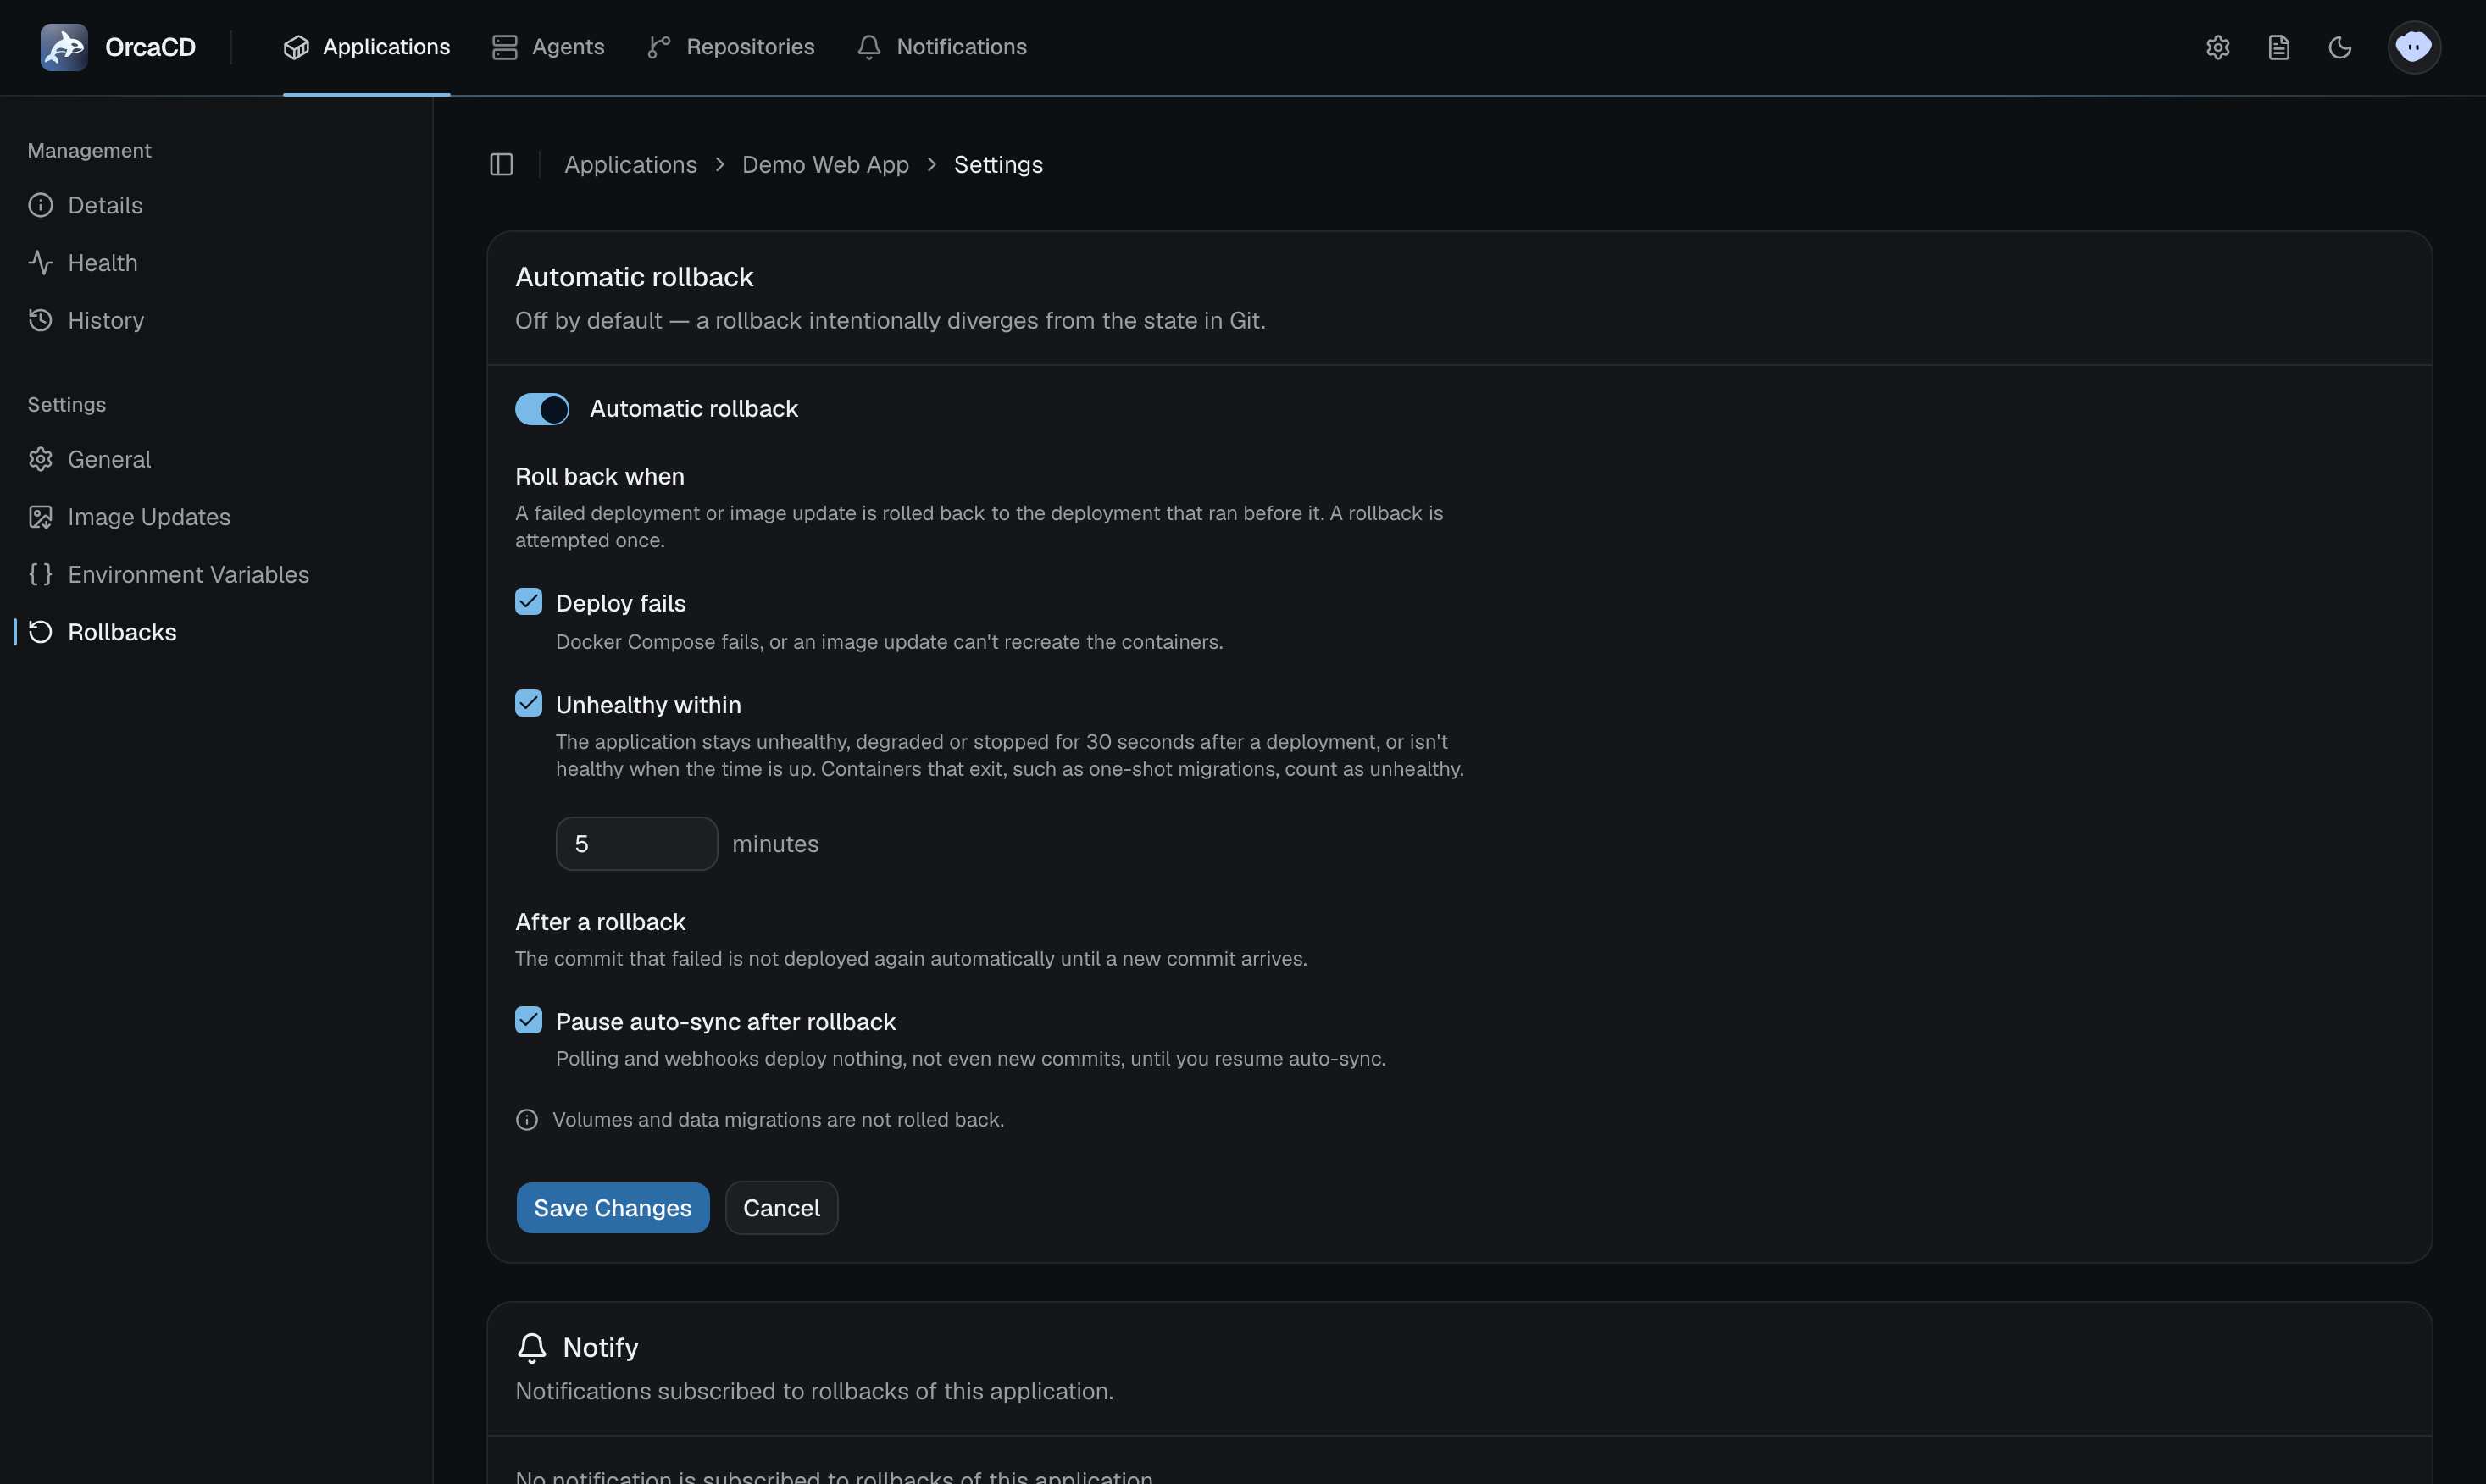 OrcaCD
Applications
Agents
Repositories
Notifications
Management
Details
Health
History
Settings
General
Image Updates
Environment Variables
Rollbacks
Applications > Demo Web App > Settings
Automatic rollback
Off by default — a rollback intentionally diverges from the state in Git.
Automatic rollback
Roll back when
A failed deployment or image update is rolled back to the deployment that ran before it. A rollback is
attempted once.
Deploy fails
Docker Compose fails, or an image update can't recreate the containers.
Unhealthy within
The application stays unhealthy, degraded or stopped for 30 seconds after a deployment, or isn't
healthy when the time is up. Containers that exit, such as one-shot migrations, count as unhealthy.
5 minutes
After a rollback
The commit that failed is not deployed again automatically until a new commit arrives.
Pause auto-sync after rollback
Polling and webhooks deploy nothing, not even new commits, until you resume auto-sync.
Volumes and data migrations are not rolled back.
Save Changes
Cancel
Notify
Notifications subscribed to rollbacks of this application.
No notification is subscribed to rollbacks of this application.